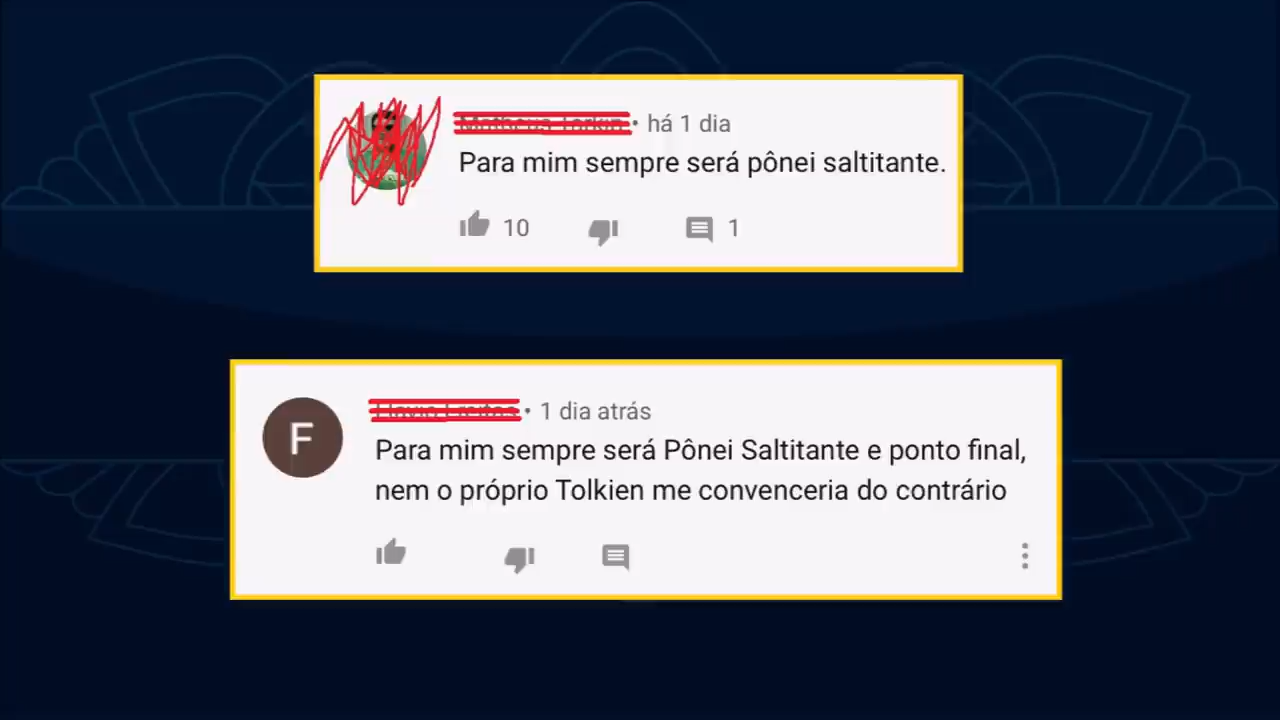 • há 1 dia
Para mim sempre será pônei saltitante.
10 1
F
• 1 dia atrás
Para mim sempre será Pônei Saltitante e ponto final,
nem o próprio Tolkien me convenceria do contrário